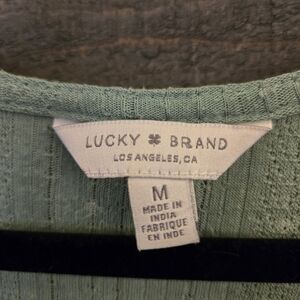 LUCKY BRAND
LOS ANGELES, CA
M
MADE IN
INDIA
FABRIQUE
EN INDE